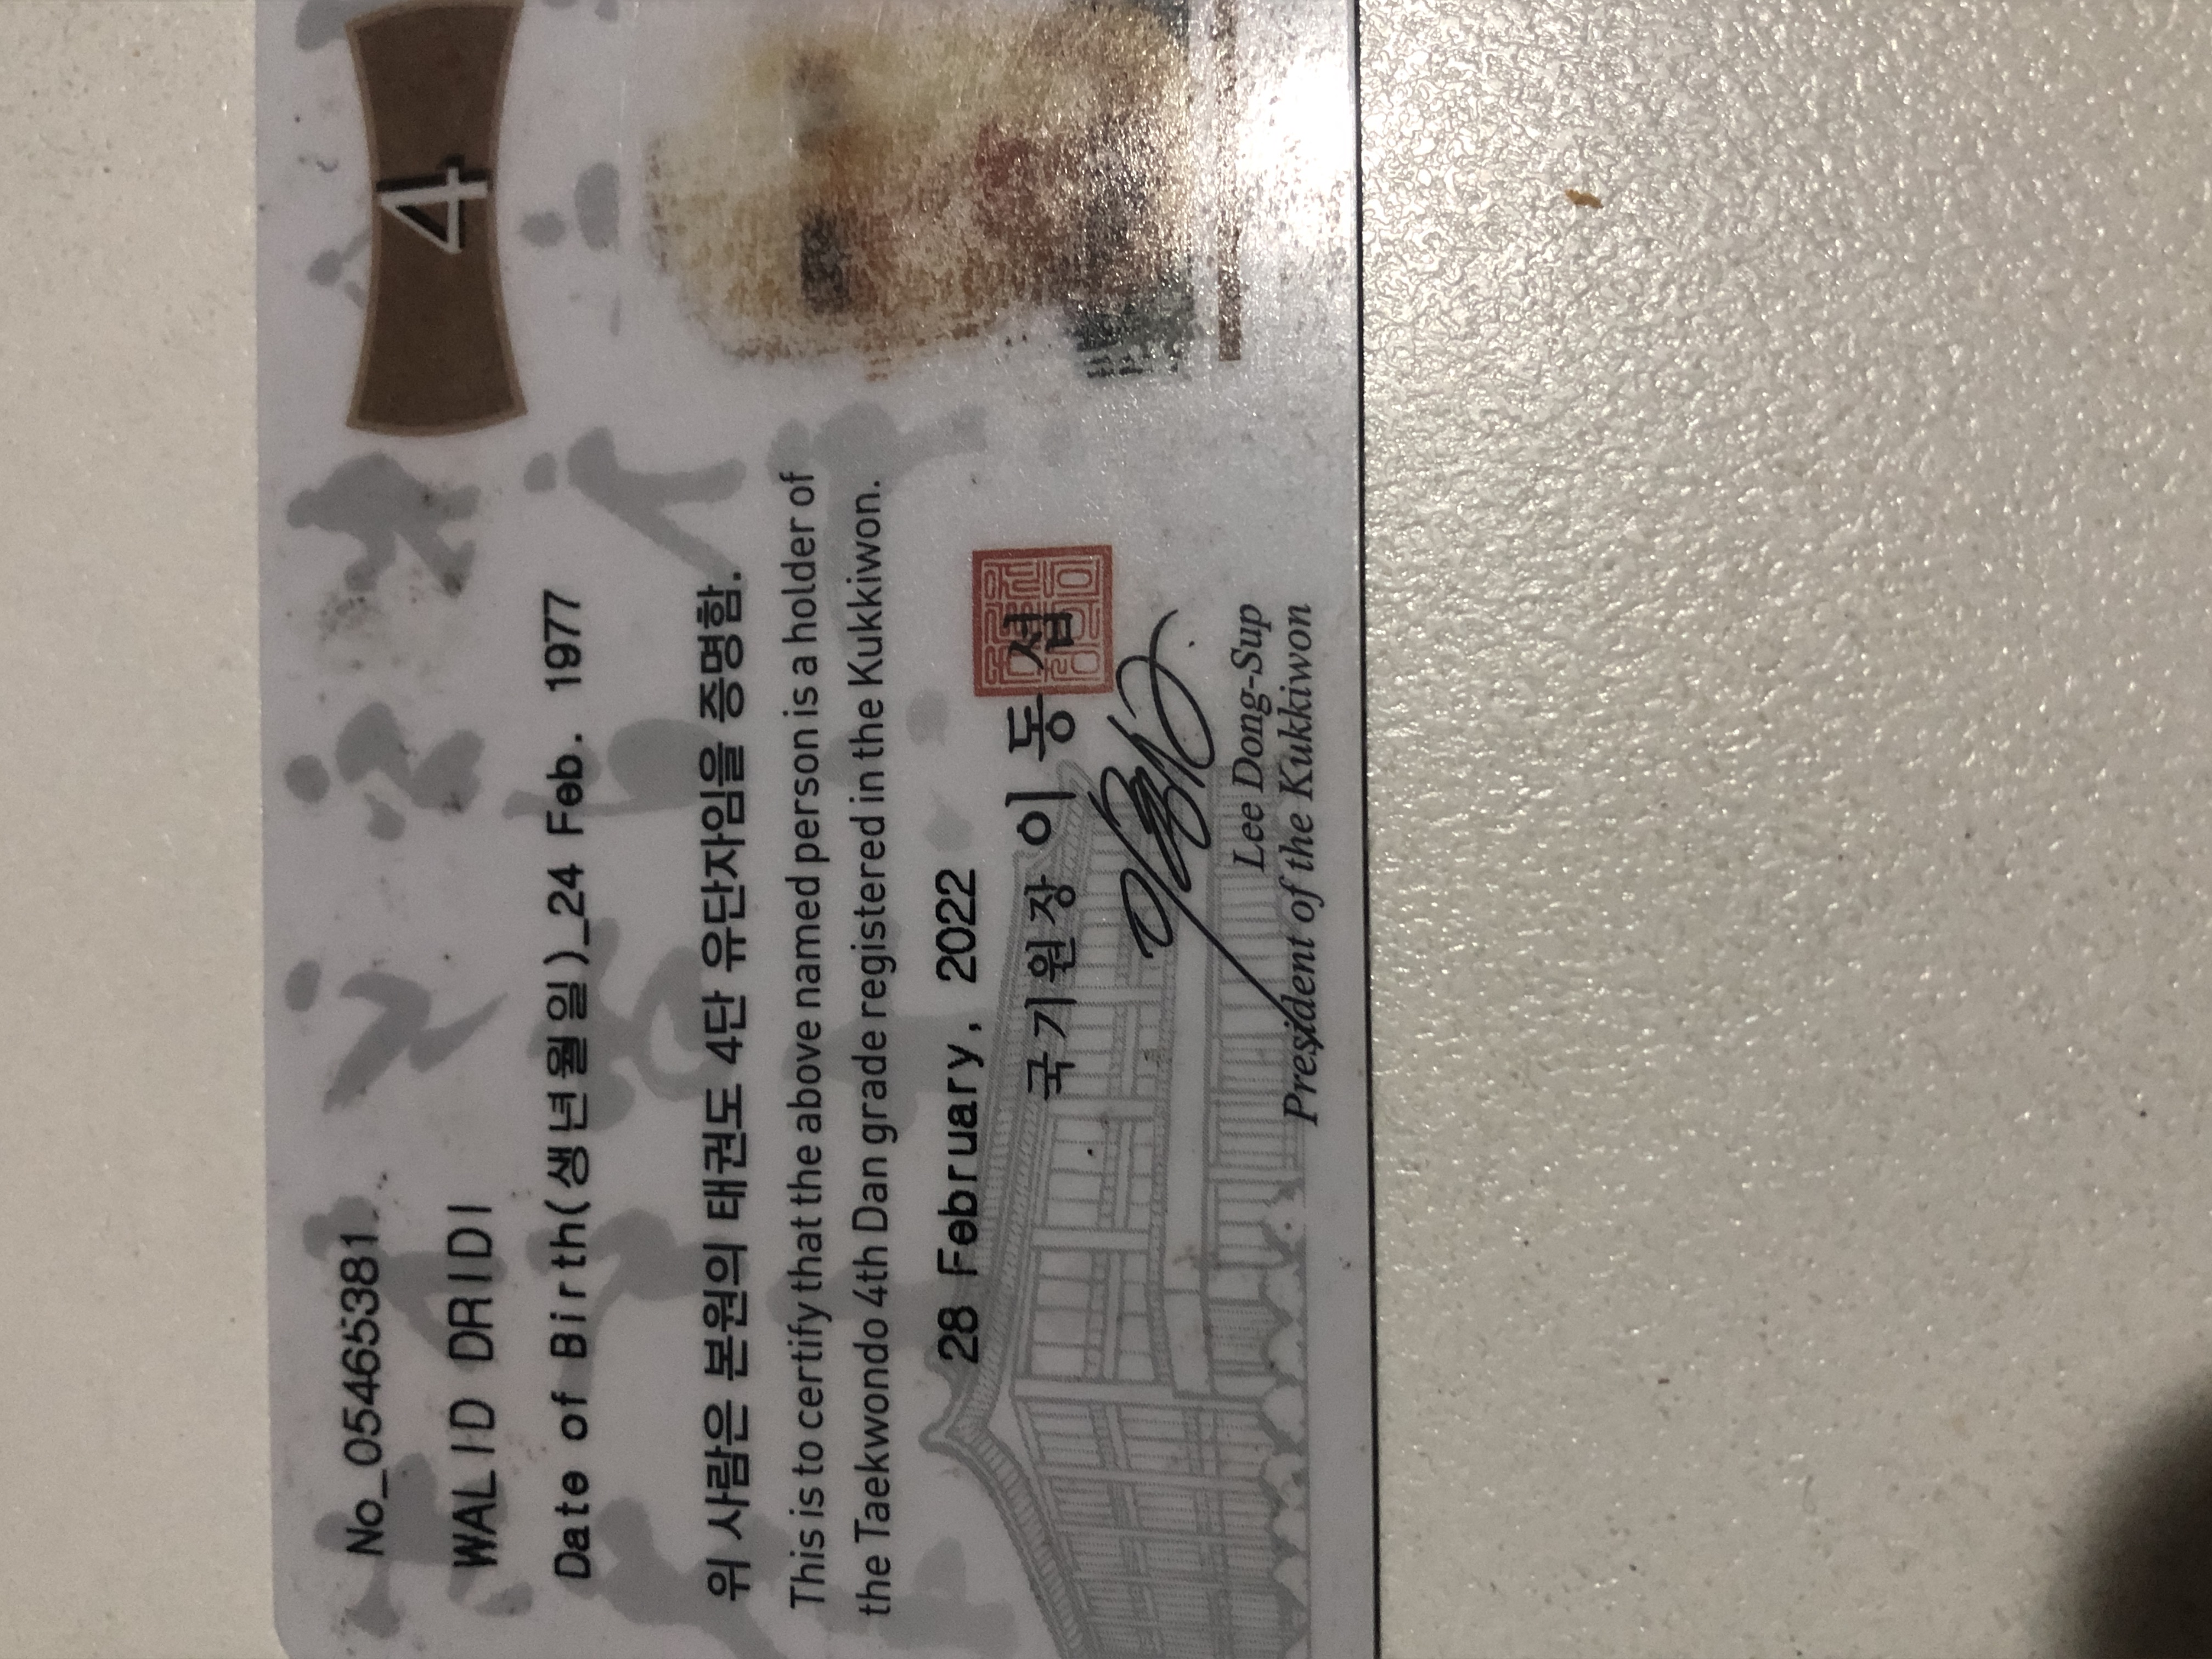 4
No_05465381
WALID DRIDI
Date of Birth(생년월일)_24 Feb. 1977
위 사람은 본원의 태권도 4단 유단자임을 증명함.
This is to certify that the above named person is a holder of
the Taekwondo 4th Dan grade registered in the Kukkiwon.
28 February, 2022
국기원장 이동섭
Lee Dong-Sup
President of the Kukkiwon